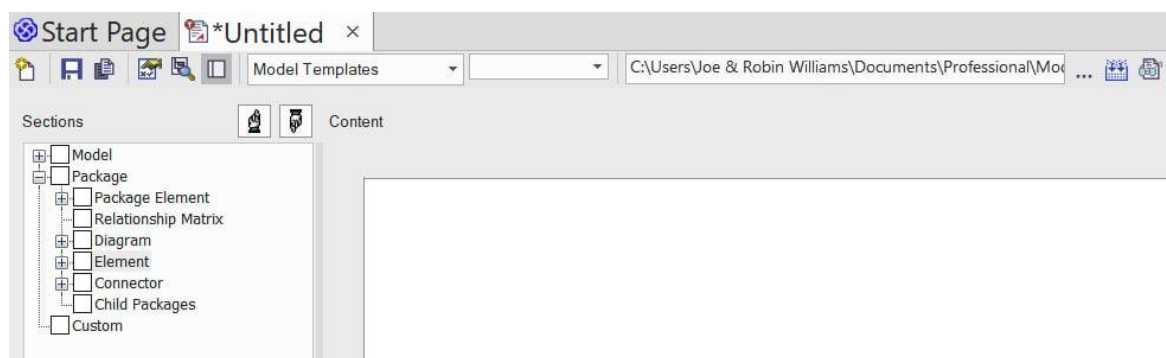 Start Page *Untitled ×
Model Templates C:\Users\Joe & Robin Williams\Documents\Professional\Moc ...
Sections Content
Model
Package
Package Element
Relationship Matrix
Diagram
Element
Connector
Child Packages
Custom